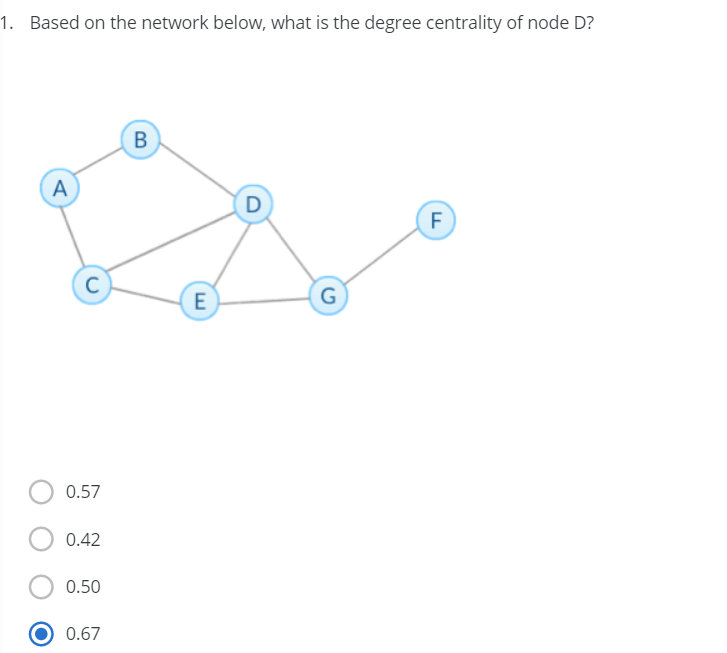 1. Based on the network below, what is the degree centrality of node D?
B
A
D
F
C
E
G
0.57
0.42
0.50
0.67